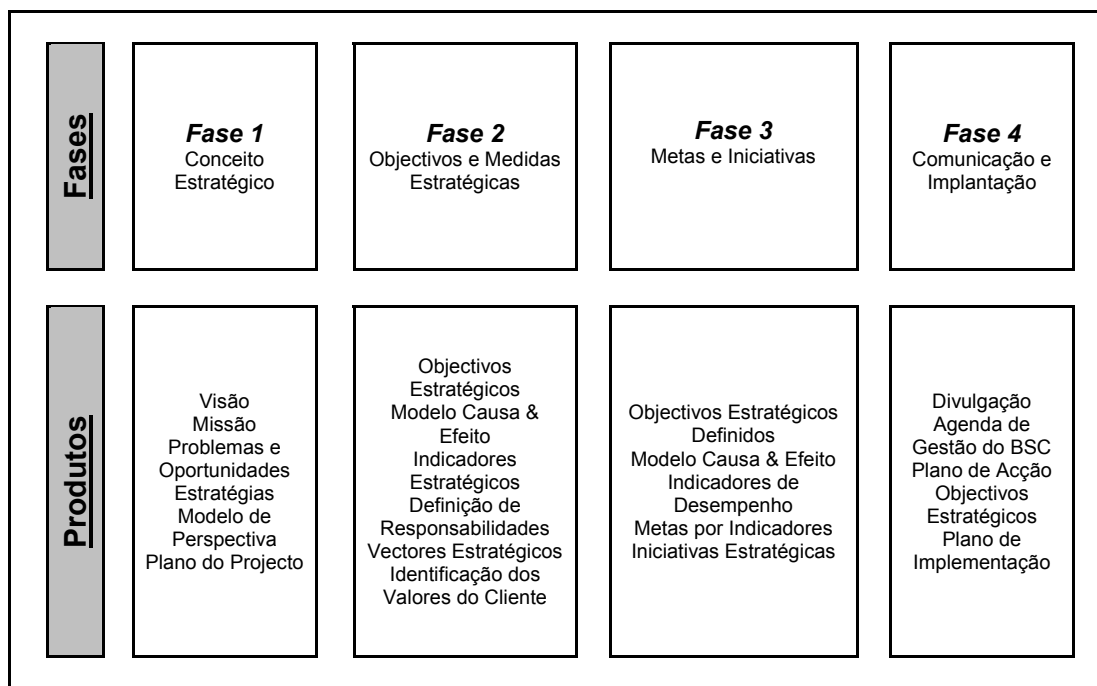 Fases
Fase 1
Conceito
Estratégico
Fase 2
Objectivos e Medidas
Estratégicas
Fase 3
Metas e Iniciativas
Fase 4
Comunicação e
Implantação
Produtos
Visão
Missão
Problemas e
Oportunidades
Estratégias
Modelo de
Perspectiva
Plano do Projecto
Objectivos
Estratégicos
Modelo Causa &
Efeito
Indicadores
Estratégicos
Definição de
Responsabilidades
Vectores Estratégicos
Identificação dos
Valores do Cliente
Objectivos Estratégicos
Definidos
Modelo Causa & Efeito
Indicadores de
Desempenho
Metas por Indicadores
Iniciativas Estratégicas
Divulgação
Agenda de
Gestão do BSC
Plano de Acção
Objectivos
Estratégicos
Plano de
Implementação